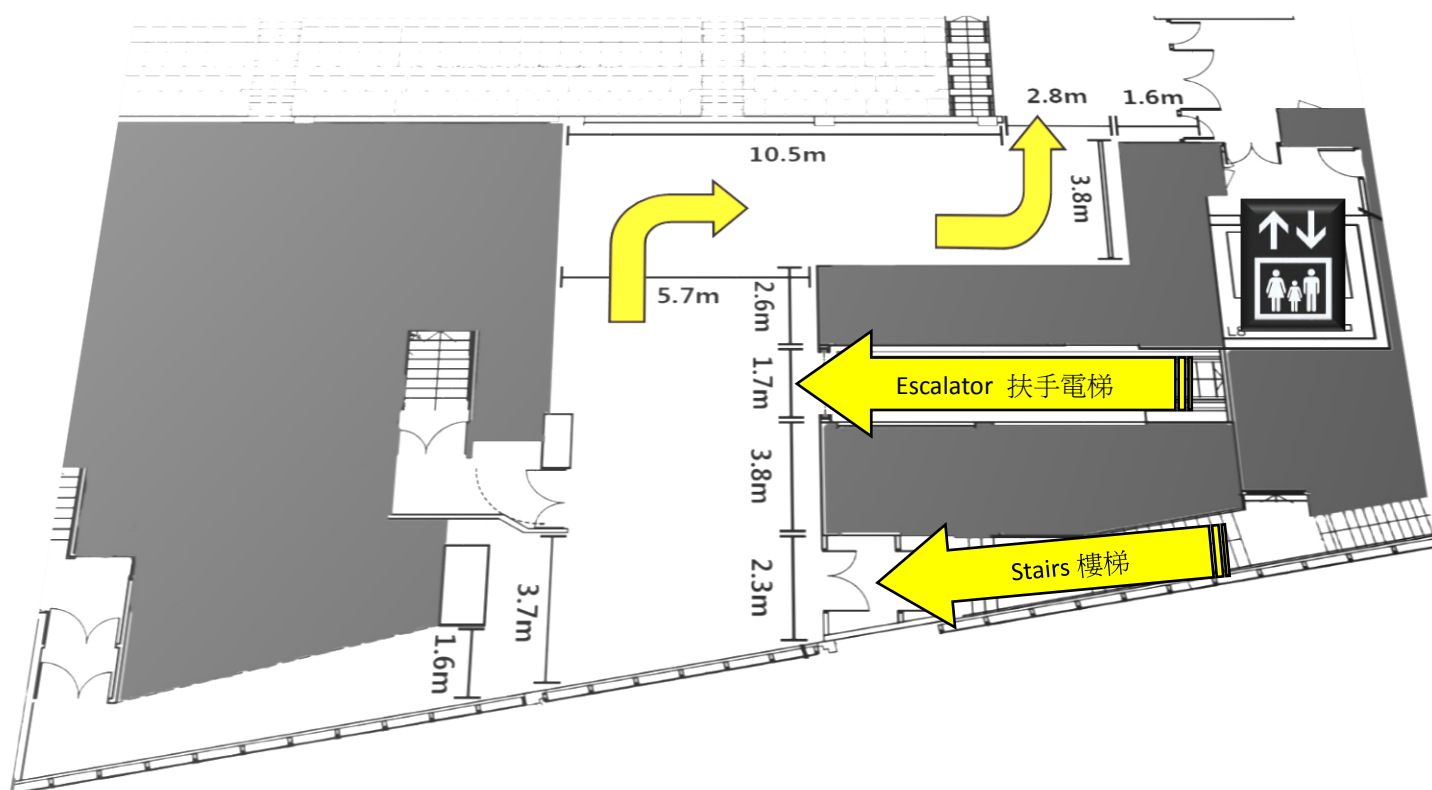 2.8m
1.6m
10.5m
3.8m
5.7m
2.6m
Escalator 扶手電梯
1.7m
3.8m
Stairs 樓梯
2.3m
3.7m
1.6m